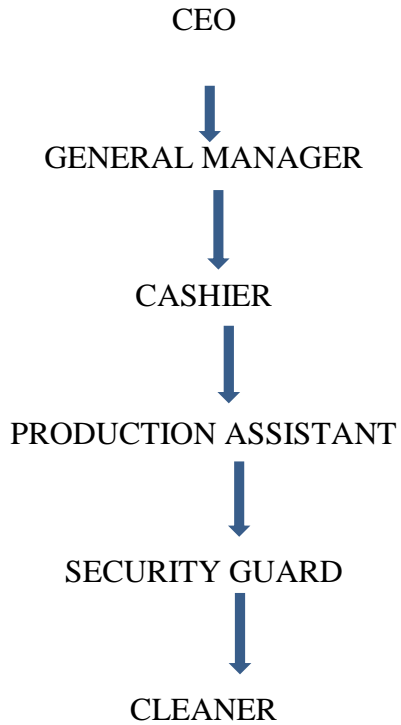 CEO
GENERAL MANAGER
CASHIER
PRODUCTION ASSISTANT
SECURITY GUARD
CLEANER